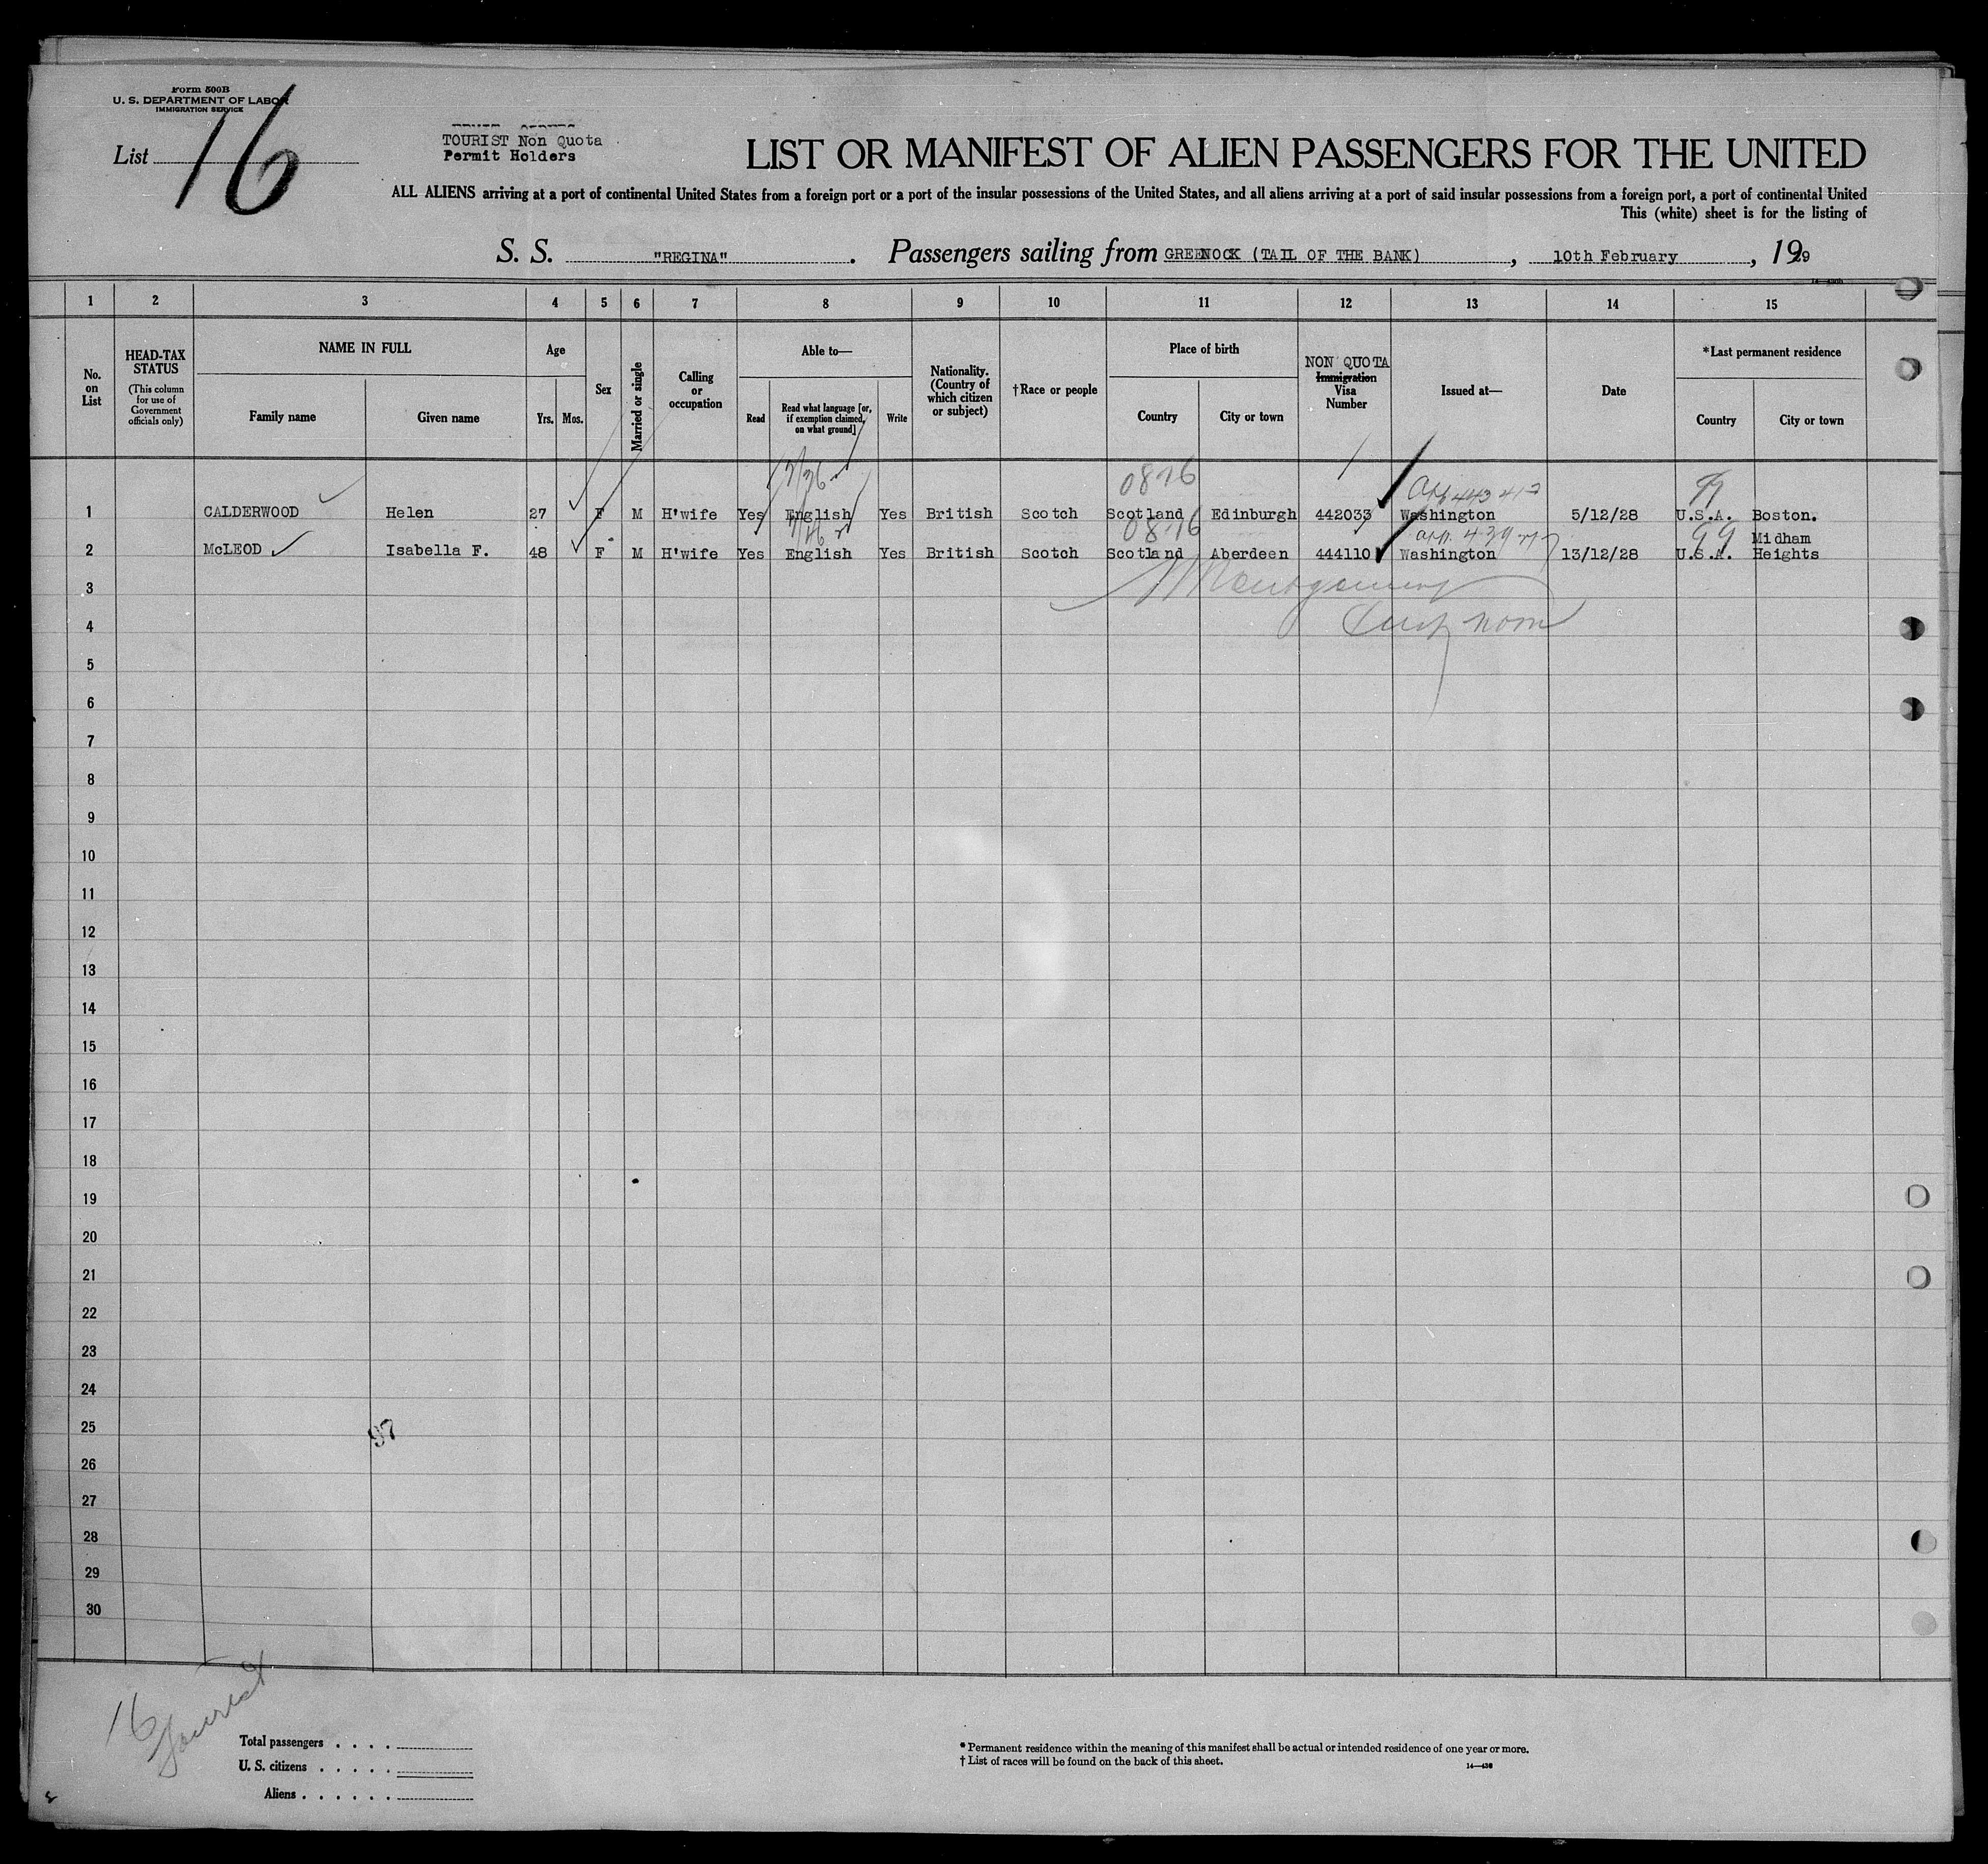 Form 500B
U. S. DEPARTMENT OF LABOR
IMMIGRATION SERVICE
List 16
TOURIST Non Quota
Permit Holders
LIST OR MANIFEST OF ALIEN PASSENGERS FOR THE UNITED
ALL ALIENS arriving at a port of continental United States from a foreign port or a port of the insular possessions of the United States, and all aliens arriving at a port of said insular possessions from a foreign port, a port of continental United
This (white) sheet is for the listing of
S. S. "REGINA". Passengers sailing from GREENOCK (TAIL OF THE BANK), 10th February, 1929
1 2 3 4 5 6 7 8 9 10 11 12 13 14 15
No. on List
HEAD-TAX STATUS
(This column for use of Government officials only)
NAME IN FULL
Family name
Given name
Age
Yrs. Mos.
Sex
Married or single
Calling or occupation
Able to—
Read
Read what language [or, if exemption claimed, on what ground]
Write
Nationality. (Country of which citizen or subject)
†Race or people
Place of birth
Country
City or town
NON QUOTA
Immigration Visa Number
Issued at—
Date
*Last permanent residence
Country
City or town
0876
1 CALDERWOOD Helen 27 F M H'wife Yes English Yes British Scotch Scotland Edinburgh 442033 Washington 5/12/28 U.S.A. Boston.
0876 99 Midham
2 McLEOD Isabella F. 48 F M H'wife Yes English Yes British Scotch Scotland Aberdeen 444110 Washington 13/12/28 U.S.A. Heights
3 Montgomery
4
5
6
7
8
9
10
11
12
13
14
15
16
17
18
19
20
21
22
23
24
25
97
26
27
28
29
30
16
Tourist
Total passengers . . . .
U. S. citizens . . . . .
Aliens . . . . . .
* Permanent residence within the meaning of this manifest shall be actual or intended residence of one year or more.
† List of races will be found on the back of this sheet.
14—430